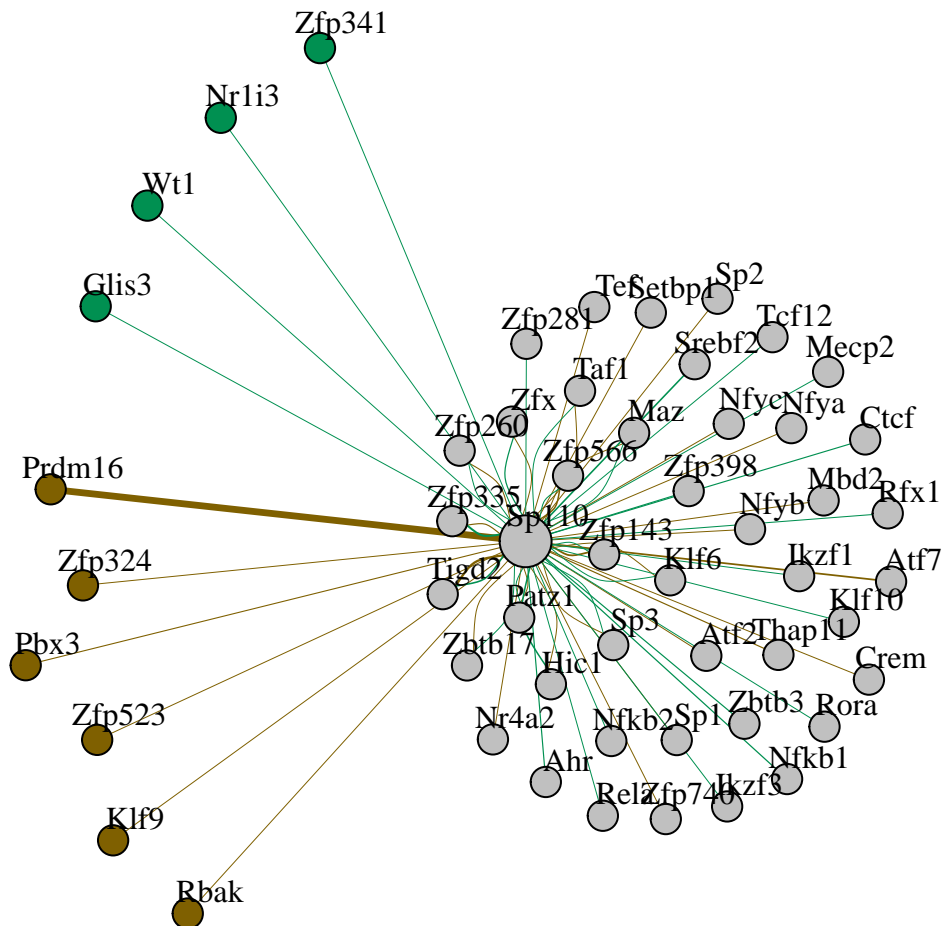 Zfp341
Nr1i3
Wt1
Glis3
Sp2
Tef
Setbp1
Zfp281
Tcf12
Srebf2
Mecp2
Taf1
Zfx
Nfyc
Nfya
Maz
Ctcf
Zfp260
Zfp566
Zfp398
Prdm16
Mbd2
Rfx1
Zfp335
Sp110
Nfyb
Zfp143
Zfp324
Tigd2
Klf6
Ikzf1
Atf7
Patz1
Klf10
Sp3
Pbx3
Zbtb17
Atf2
Thap11
Hic1
Crem
Zfp523
Nr4a2
Nfkb2
Sp1
Zbtb3
Rora
Ahr
Nfkb1
Klf9
Rela
Zfp740
Ikzf3
Rbak